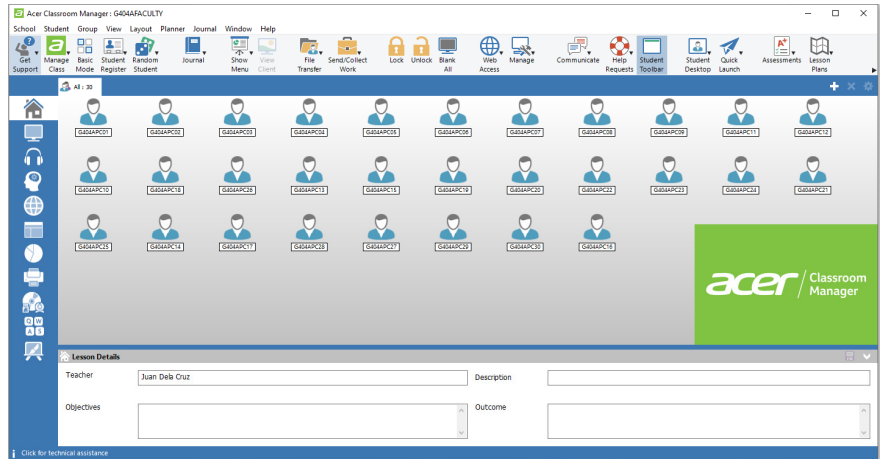 Acer Classroom Manager : G404AFACULTY
School Student Group View Layout Planner Journal Window Help
Get Support
Manage Class
Basic Mode
Student Register
Random Student
Journal
Show Menu
View Client
File Transfer
Send/Collect Work
Lock
Unlock
Blank All
Web Access
Manage
Communicate
Help Requests
Student Toolbar
Student Desktop
Quick Launch
Assessments
Lesson Plans
All : 30
G404APC01 G404APC02 G404APC03 G404APC04 G404APC05 G404APC06 G404APC07 G404APC08 G404APC09 G404APC11 G404APC12
G404APC10 G404APC18 G404APC26 G404APC13 G404APC15 G404APC19 G404APC20 G404APC22 G404APC23 G404APC24 G404APC21
G404APC25 G404APC14 G404APC17 G404APC28 G404APC27 G404APC29 G404APC30 G404APC16
acer Classroom
Manager
Q W
A S
Lesson Details
Teacher Juan Dela Cruz Description
Objectives Outcome
Click for technical assistance